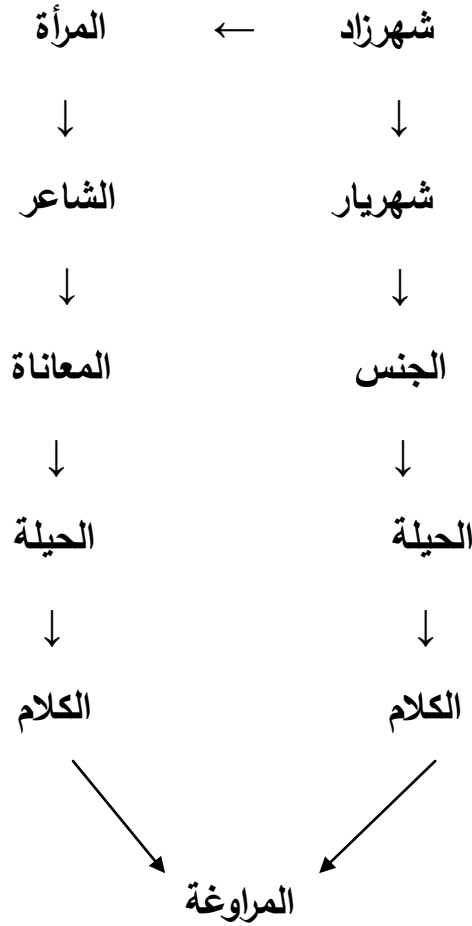 شهرزاد ← المرأة
↓ ↓
شهريار الشاعر
↓ ↓
الجنس المعاناة
↓ ↓
الحيلة الحيلة
↓ ↓
الكلام الكلام
المراوغة